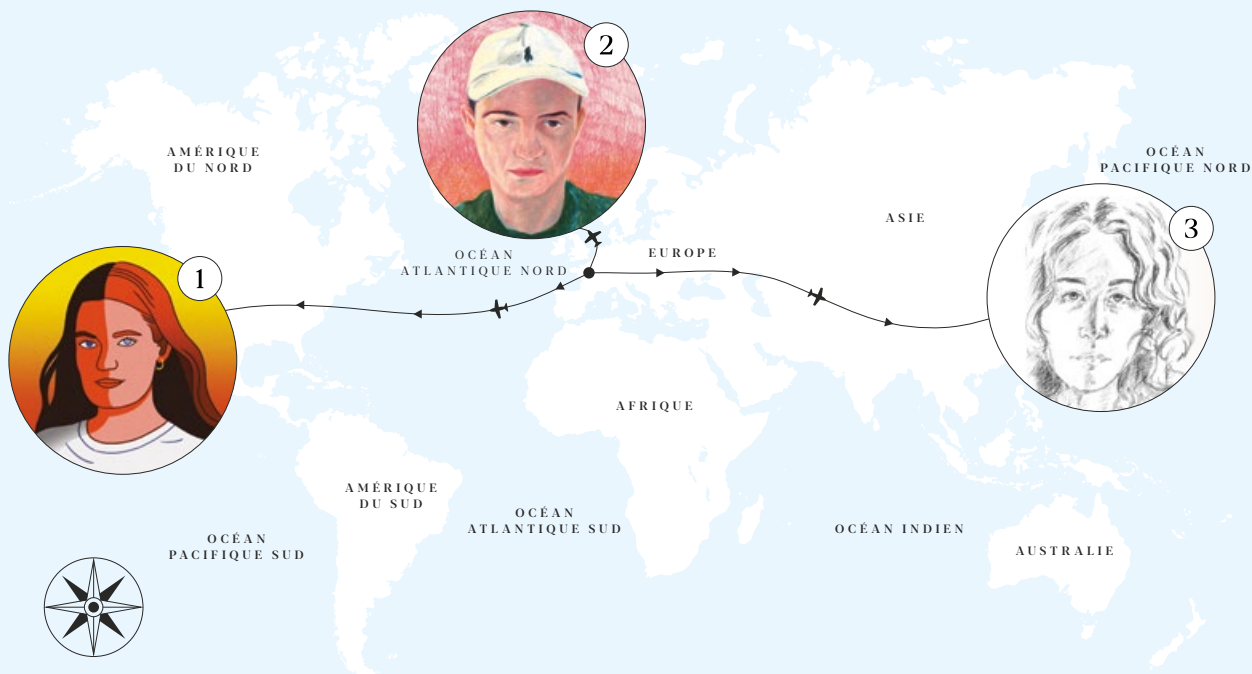 2
AMÉRIQUE
DU NORD
OCÉAN
PACIFIQUE NORD
ASIE
3
OCÉAN
ATLANTIQUE NORD
EUROPE
1
AFRIQUE
AMÉRIQUE
DU SUD
OCÉAN
ATLANTIQUE SUD
OCÉAN INDIEN
OCÉAN
PACIFIQUE SUD
AUSTRALIE